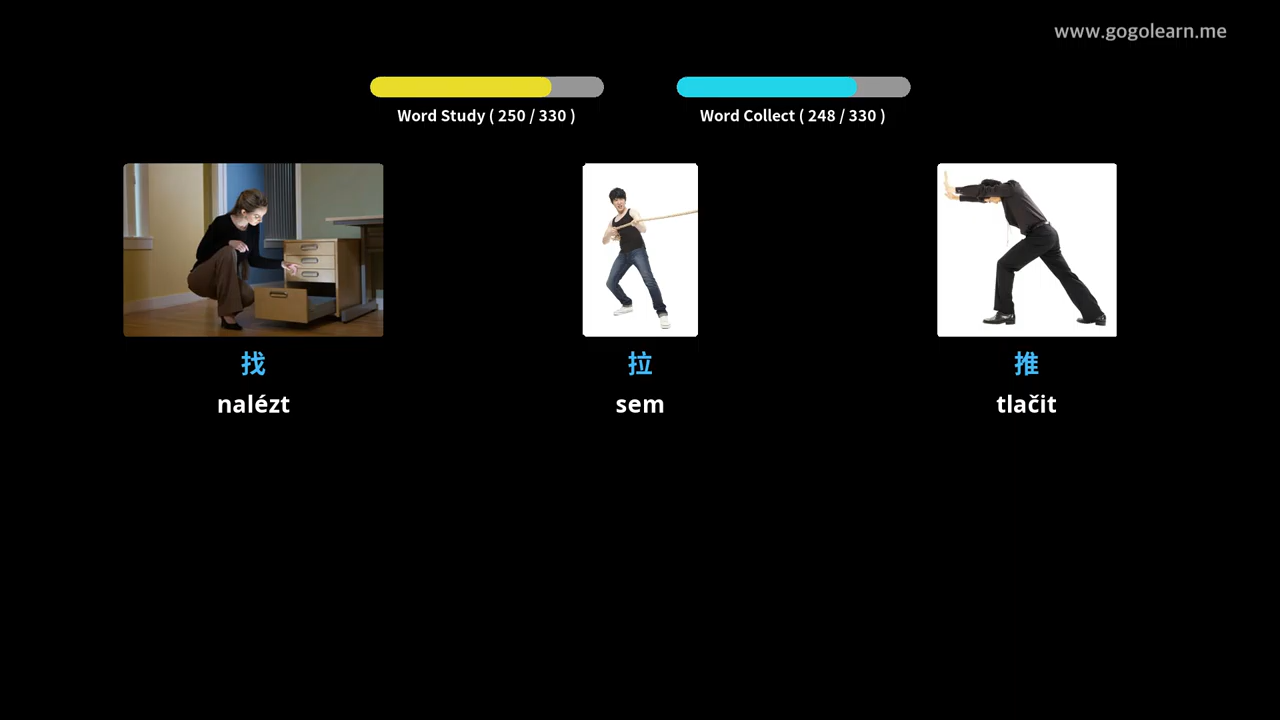 www.gogolearn.me
Word Study ( 250 / 330 )
Word Collect ( 248 / 330 )
找
拉
推
nalézt
sem
tlačit